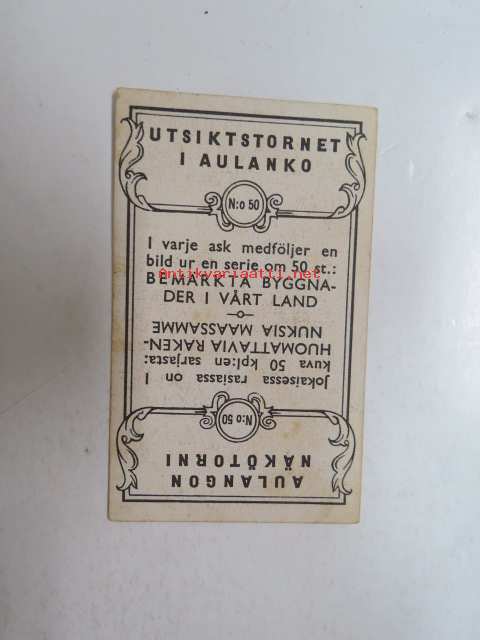 UTSIKTSTORNET
I AULANKO
N:o 50
I varje ask medföljer en
bild ur en serie om 50 st.:
Antikvariaatti.net
BEMÄRKTA BYGGNA-
DER I VÅRT LAND
AULANGON
NÄKÖTORNI
N:o 50
Jokaisessa rasiassa on 1
kuva 50 kpl:en sarjasta:
HUOMATTAVIA RAKEN-
NUKSIA MAASSAMME